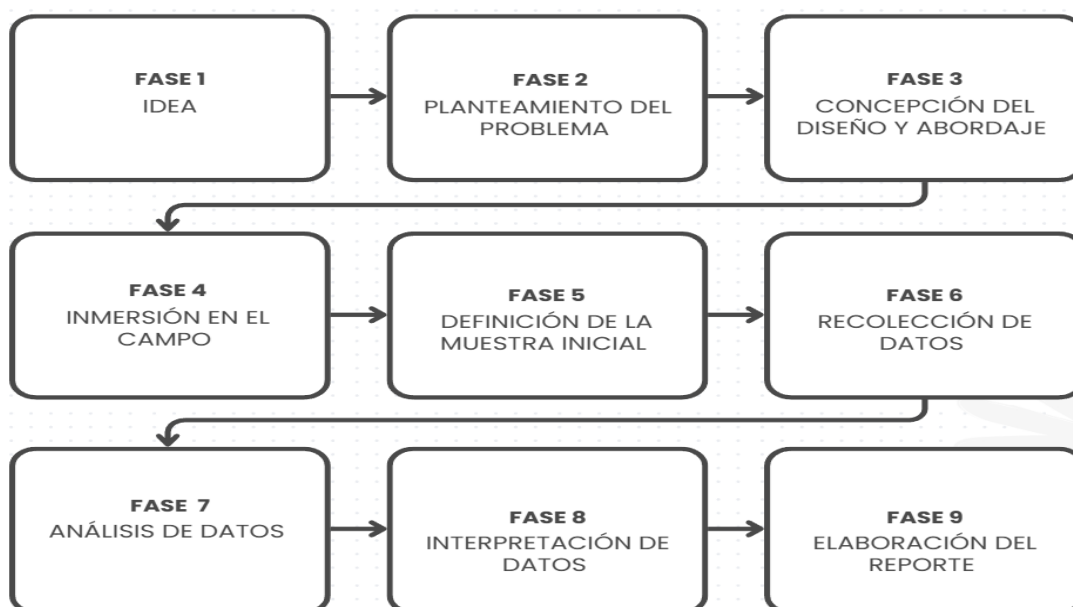 FASE 1
IDEA
FASE 2
PLANTEAMIENTO DEL
PROBLEMA
FASE 3
CONCEPCIÓN DEL
DISEÑO Y ABORDAJE
FASE 4
INMERSIÓN EN EL
CAMPO
FASE 5
DEFINICIÓN DE LA
MUESTRA INICIAL
FASE 6
RECOLECCIÓN DE
DATOS
FASE 7
ANÁLISIS DE DATOS
FASE 8
INTERPRETACIÓN DE
DATOS
FASE 9
ELABORACIÓN DEL
REPORTE